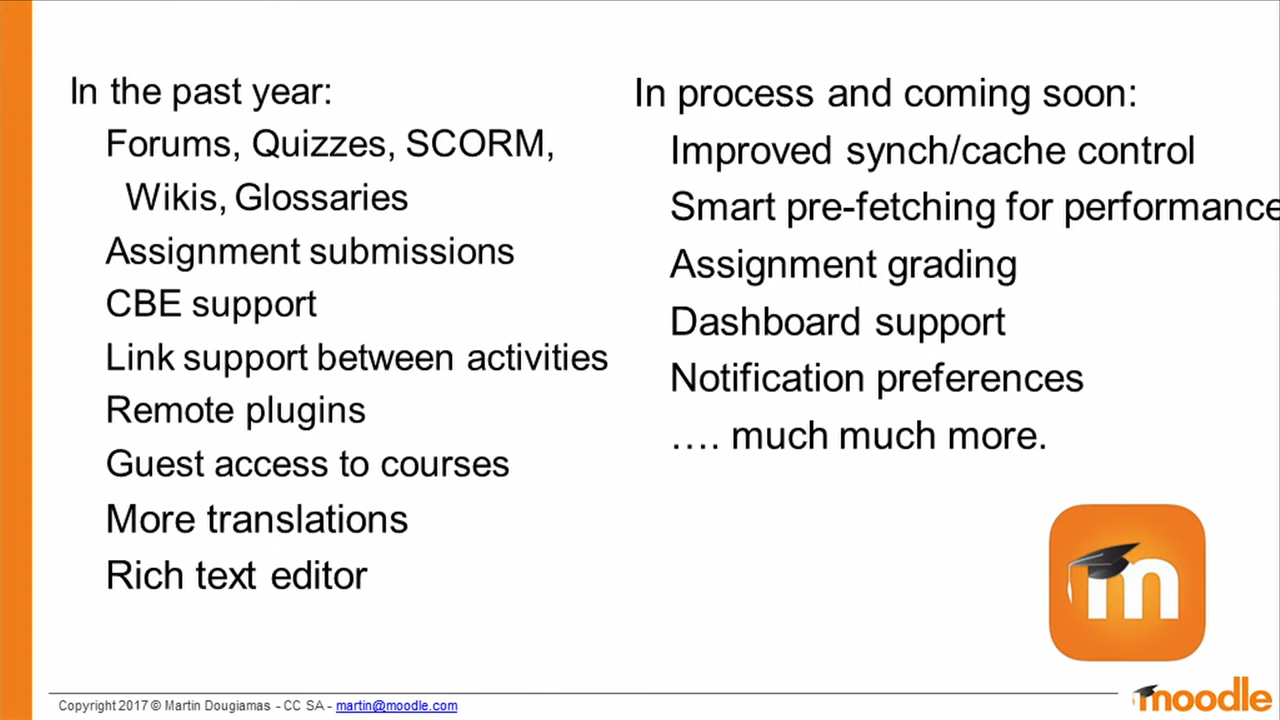 In the past year:
Forums, Quizzes, SCORM,
Wikis, Glossaries
Assignment submissions
CBE support
Link support between activities
Remote plugins
Guest access to courses
More translations
Rich text editor
In process and coming soon:
Improved synch/cache control
Smart pre-fetching for performance
Assignment grading
Dashboard support
Notification preferences
…. much much more.
m
Copyright 2017 © Martin Dougiamas - CC SA - martin@moodle.com
moodle